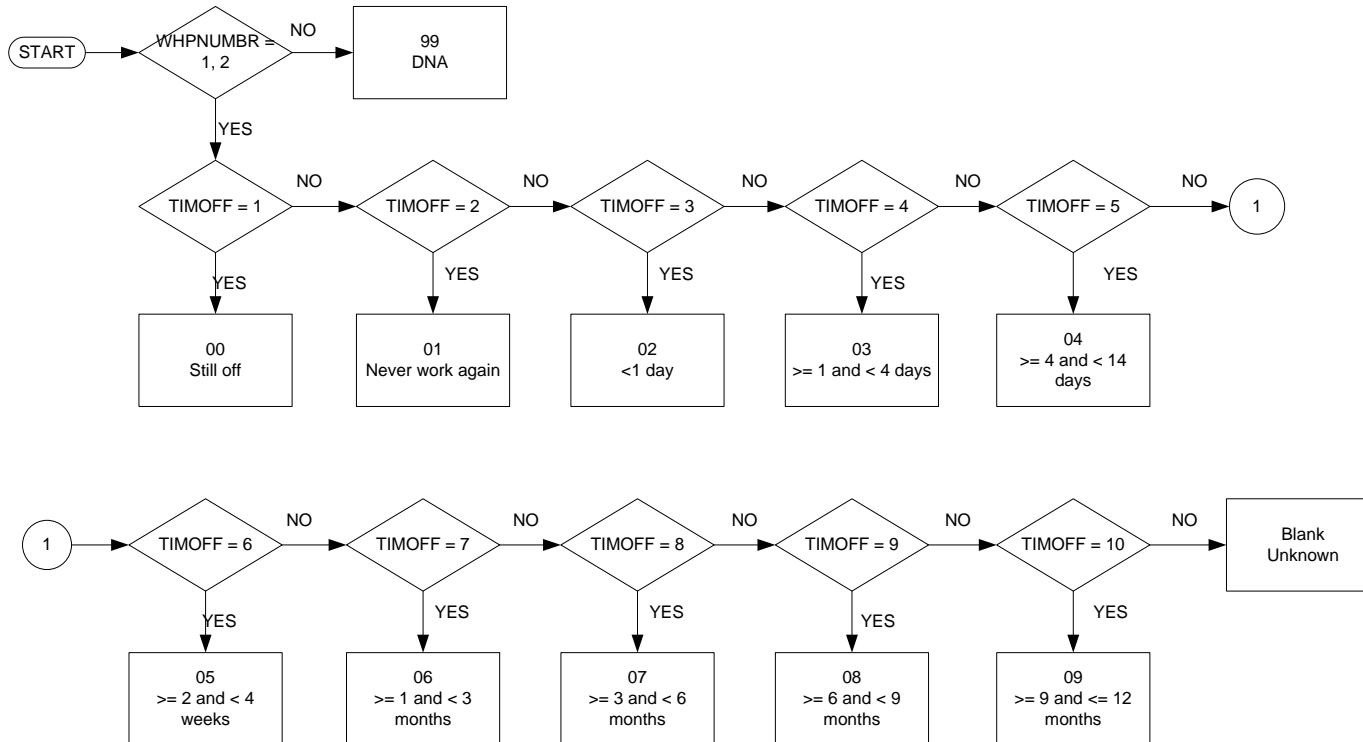 START
WHPNUMBR =
1, 2
NO
99
DNA
YES
TIMOFF = 1
NO
TIMOFF = 2
NO
TIMOFF = 3
NO
TIMOFF = 4
NO
TIMOFF = 5
NO
1
YES
YES
YES
YES
YES
00
Still off
01
Never work again
02
<1 day
03
>= 1 and < 4 days
04
>= 4 and < 14
days
1
TIMOFF = 6
NO
TIMOFF = 7
NO
TIMOFF = 8
NO
TIMOFF = 9
NO
TIMOFF = 10
NO
Blank
Unknown
YES
YES
YES
YES
YES
05
>= 2 and < 4
weeks
06
>= 1 and < 3
months
07
>= 3 and < 6
months
08
>= 6 and < 9
months
09
>= 9 and <= 12
months